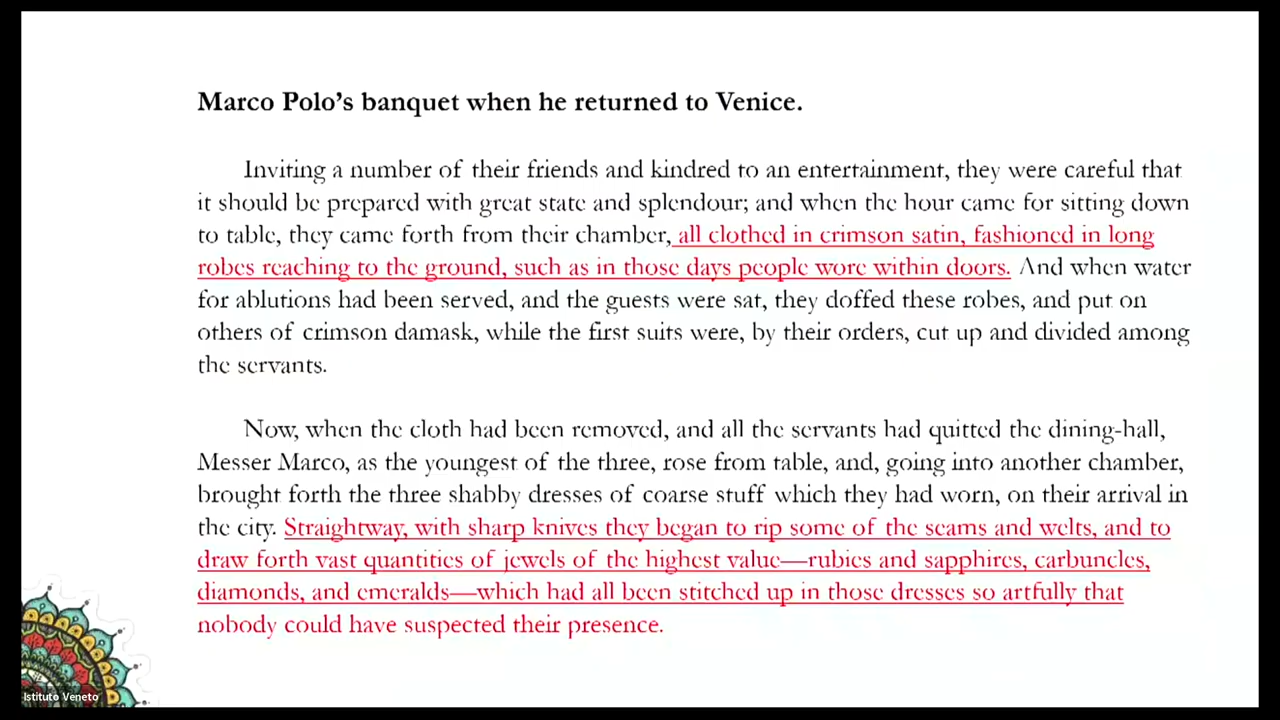 Marco Polo’s banquet when he returned to Venice.
Inviting a number of their friends and kindred to an entertainment, they were careful that
it should be prepared with great state and splendour; and when the hour came for sitting down
to table, they came forth from their chamber, all clothed in crimson satin, fashioned in long
robes reaching to the ground, such as in those days people wore within doors. And when water
for ablutions had been served, and the guests were sat, they doffed these robes, and put on
others of crimson damask, while the first suits were, by their orders, cut up and divided among
the servants.
Now, when the cloth had been removed, and all the servants had quitted the dining-hall,
Messer Marco, as the youngest of the three, rose from table, and, going into another chamber,
brought forth the three shabby dresses of coarse stuff which they had worn, on their arrival in
the city. Straightway, with sharp knives they began to rip some of the seams and welts, and to
draw forth vast quantities of jewels of the highest value—rubies and sapphires, carbuncles,
diamonds, and emeralds—which had all been stitched up in those dresses so artfully that
nobody could have suspected their presence.
Istituto Veneto